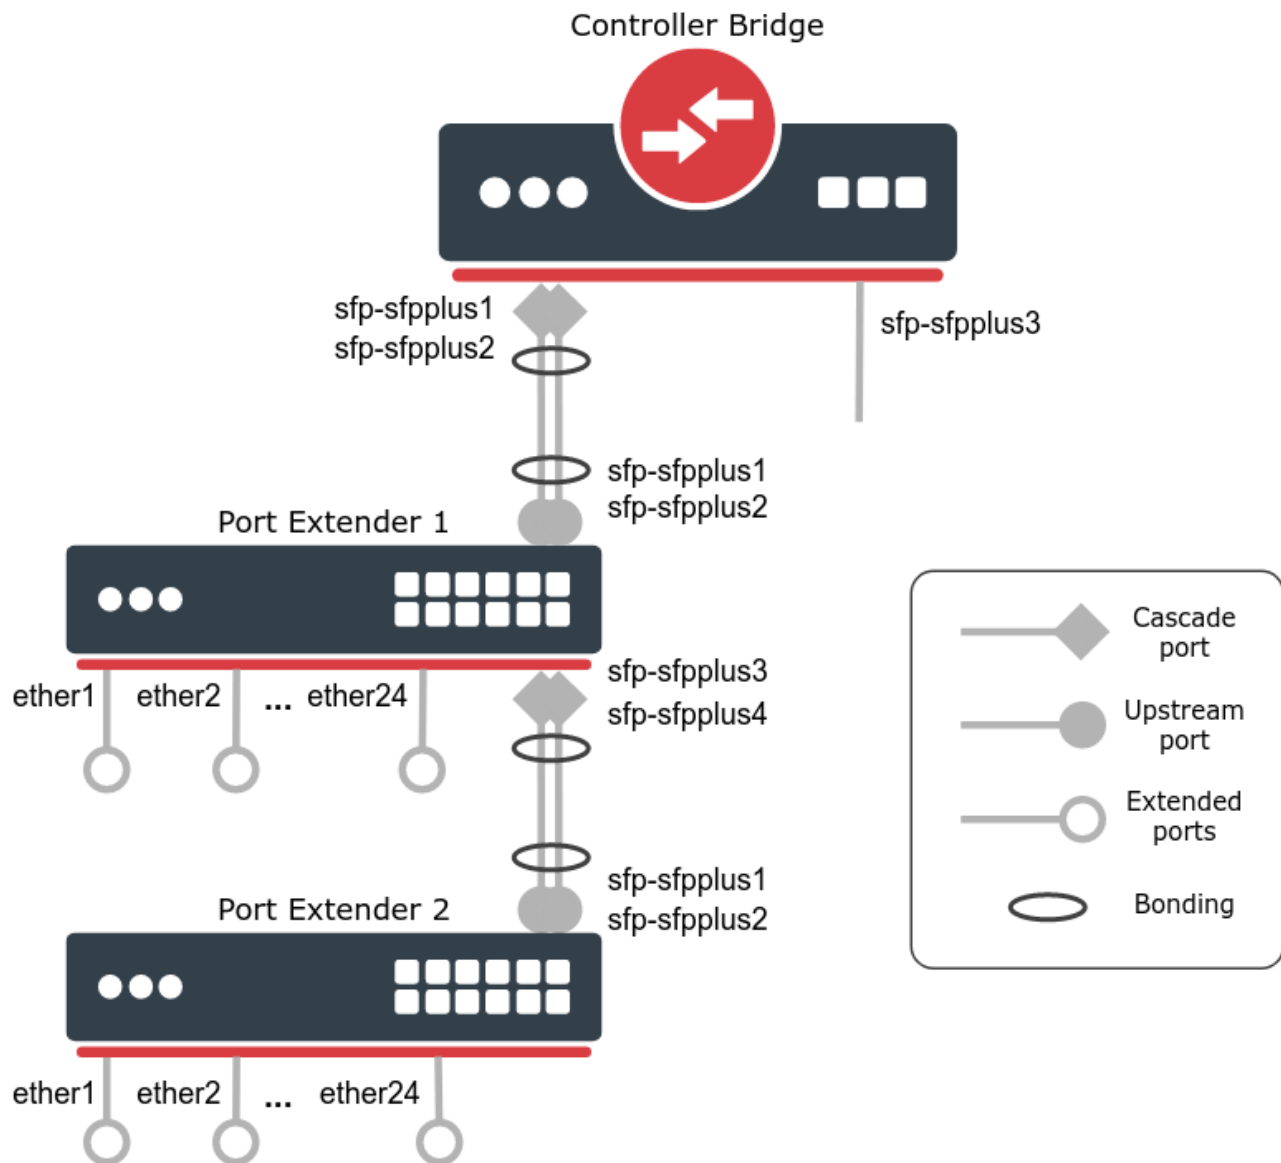 Controller Bridge
sfp-sfpplus1
sfp-sfpplus2
sfp-sfpplus3
sfp-sfpplus1
sfp-sfpplus2
Port Extender 1
ether1 ether2 ... ether24
sfp-sfpplus3
sfp-sfpplus4
sfp-sfpplus1
sfp-sfpplus2
Port Extender 2
ether1 ether2 ... ether24
Cascade
port
Upstream
port
Extended
ports
Bonding